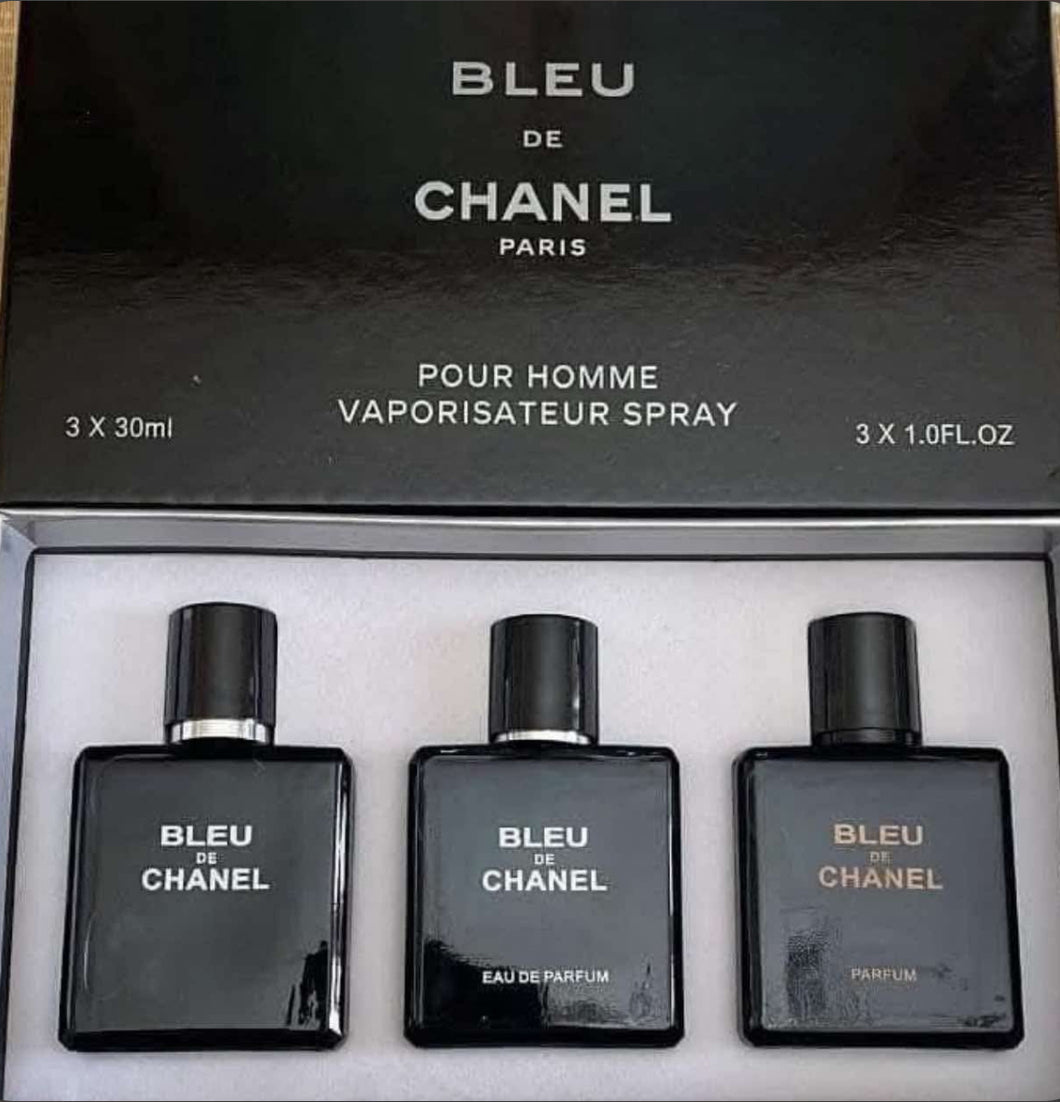 BLEU
DE
CHANEL
PARIS
POUR HOMME
VAPORISATEUR SPRAY
3 X 30ml
3 X 1.0FL.OZ
BLEU
DE
CHANEL
BLEU
DE
CHANEL
EAU DE PARFUM
BLEU
DE
CHANEL
PARFUM